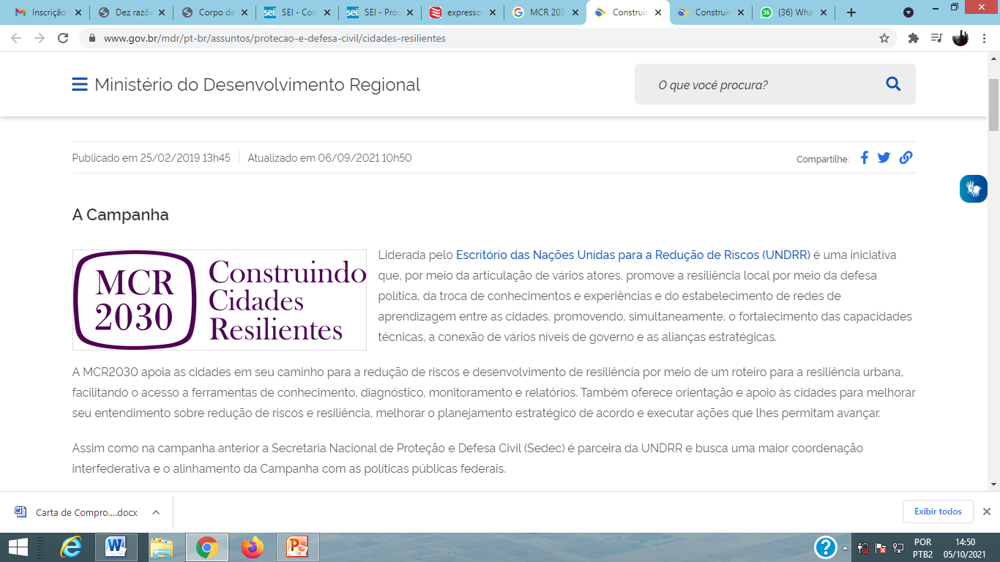 Inscrição
Dez razõe
Corpo de
SEI - Con
SEI - Proc
expresso
MCR 203
Construin
Construin
(36) Wha
www.gov.br/mdr/pt-br/assuntos/protecao-e-defesa-civil/cidades-resilientes
Ministério do Desenvolvimento Regional
O que você procura?
Publicado em 25/02/2019 13h45
Atualizado em 06/09/2021 10h50
Compartilhe:
A Campanha
MCR
2030
Construindo
Cidades
Resilientes
Liderada pelo Escritório das Nações Unidas para a Redução de Riscos (UNDRR) é uma iniciativa
que, por meio da articulação de vários atores, promove a resiliência local por meio da defesa
política, da troca de conhecimentos e experiências e do estabelecimento de redes de
aprendizagem entre as cidades, promovendo, simultaneamente, o fortalecimento das capacidades
técnicas, a conexão de vários níveis de governo e as alianças estratégicas.
A MCR2030 apoia as cidades em seu caminho para a redução de riscos e desenvolvimento de resiliência por meio de um roteiro para a resiliência urbana,
facilitando o acesso a ferramentas de conhecimento, diagnóstico, monitoramento e relatórios. Também oferece orientação e apoio às cidades para melhorar
seu entendimento sobre redução de riscos e resiliência, melhorar o planejamento estratégico de acordo e executar ações que lhes permitam avançar.
Assim como na campanha anterior a Secretaria Nacional de Proteção e Defesa Civil (Sedec) é parceira da UNDRR e busca uma maior coordenação
interfederativa e o alinhamento da Campanha com as políticas públicas federais.
Carta de Compro....docx
Exibir todos
POR
PTB2
14:50
05/10/2021